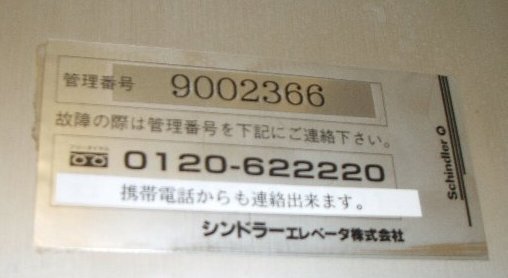 管理番号 9002366
故障の際は管理番号を下記にご連絡下さい。
0120-622220
携帯電話からも連絡出来ます。
シンドラーエレベータ株式会社
Schindler